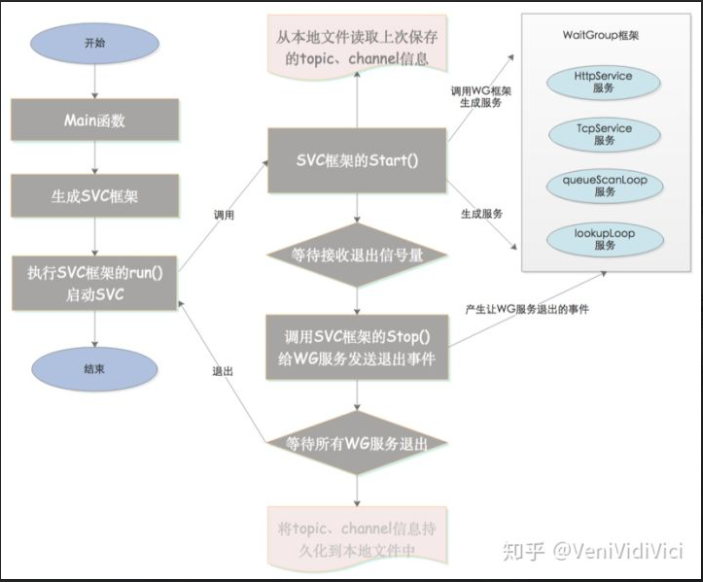 开始
Main函数
生成SVC框架
执行SVC框架的run()
启动SVC
结束
调用
退出
从本地文件读取上次保存
的topic、channel信息
SVC框架的Start()
等待接收退出信号量
调用SVC框架的Stop()
给WG服务发送退出事件
等待所有WG服务退出
将topic、channel信息持
久化到本地文件中
调用WG框架
生成服务
生成服务
产生让WG服务退出的事件
WaitGroup框架
HttpService
服务
TcpService
服务
queueScanLoop
服务
lookupLoop
服务
知乎 @VeniVidiVici